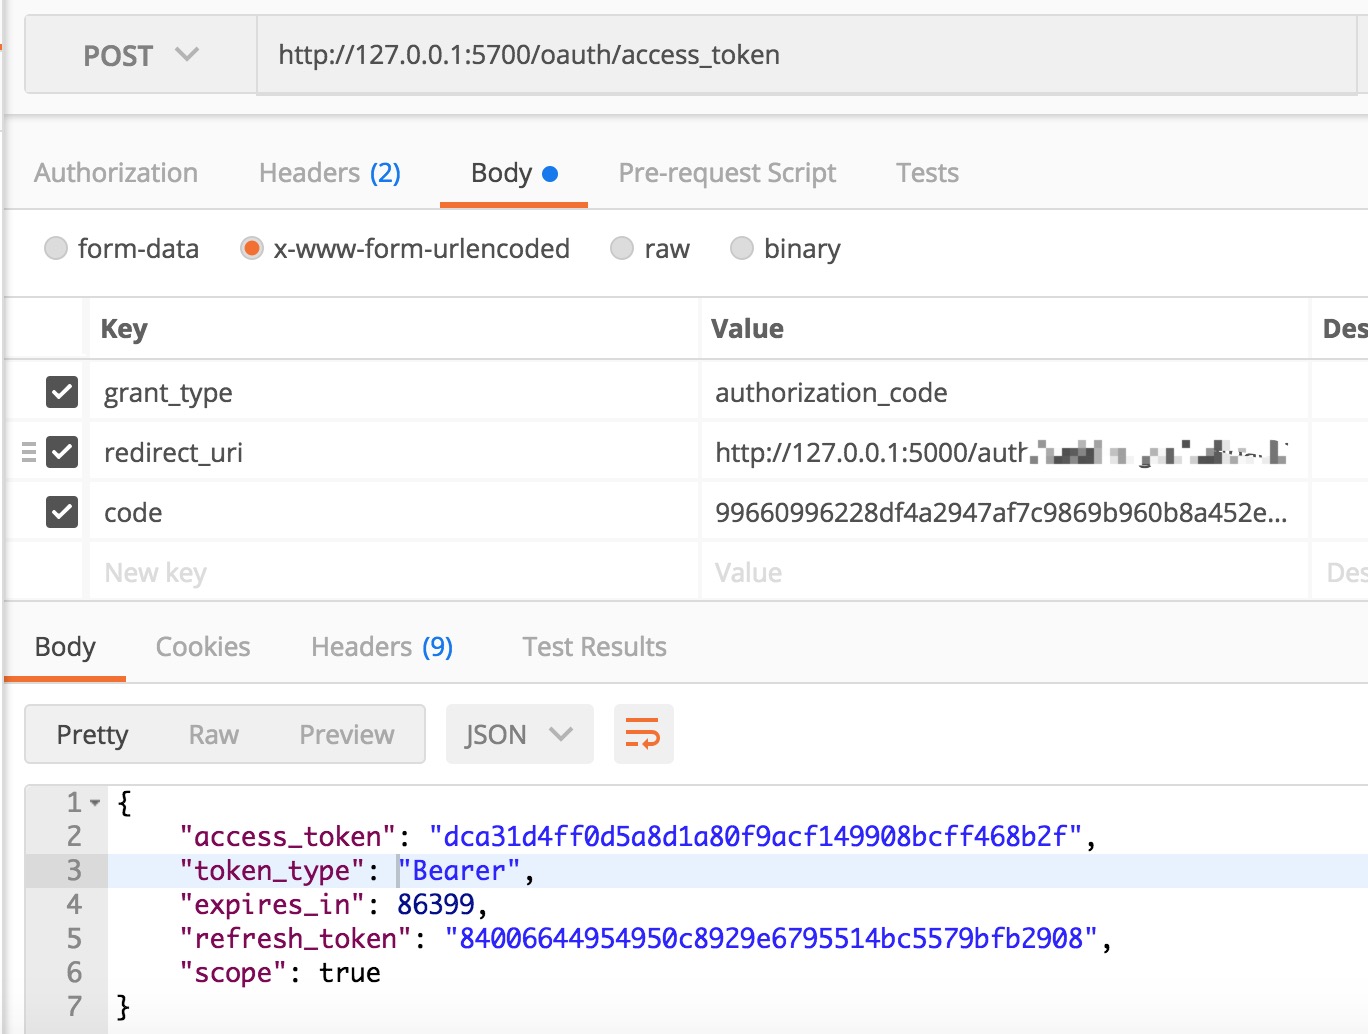 POST http://127.0.0.1:5700/oauth/access_token
Authorization Headers (2) Body Pre-request Script Tests
form-data x-www-form-urlencoded raw binary
Key Value Des
grant_type authorization_code
redirect_uri http://127.0.0.1:5000/auth
code 99660996228df4a2947af7c9869b960b8a452e...
New key Value Des
Body Cookies Headers (9) Test Results
Pretty Raw Preview JSON
1 {
2 "access_token": "dca31d4ff0d5a8d1a80f9acf149908bcff468b2f",
3 "token_type": "Bearer",
4 "expires_in": 86399,
5 "refresh_token": "84006644954950c8929e6795514bc5579bfb2908",
6 "scope": true
7 }